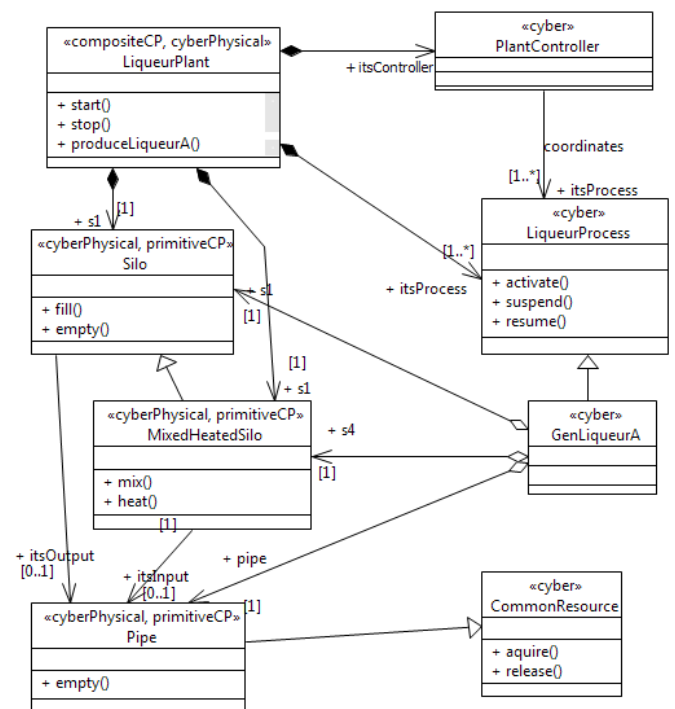 «compositeCP, cyberPhysical»
LiqueurPlant
+ start()
+ stop()
+ produceLiqueurA()
«cyber»
PlantController
+ itsController
coordinates
[1..*]
+ itsProcess
«cyber»
LiqueurProcess
+ activate()
+ suspend()
+ resume()
[1..*]
+ itsProcess
[1]
+ s1
«cyberPhysical, primitiveCP»
Silo
+ fill()
+ empty()
+ s1
[1]
[1]
+ s1
«cyberPhysical, primitiveCP»
MixedHeatedSilo
+ mix()
+ heat()
+ s4
[1]
«cyber»
GenLiqueurA
[1]
+ itsOutput
[0..1]
+ itsInput
[0..1]
+ pipe
[1]
«cyberPhysical, primitiveCP»
Pipe
+ empty()
«cyber»
CommonResource
+ aquire()
+ release()